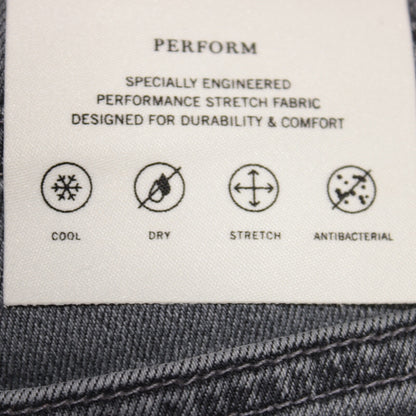 PERFORM
SPECIALLY ENGINEERED
PERFORMANCE STRETCH FABRIC
DESIGNED FOR DURABILITY & COMFORT
COOL DRY STRETCH ANTIBACTERIAL